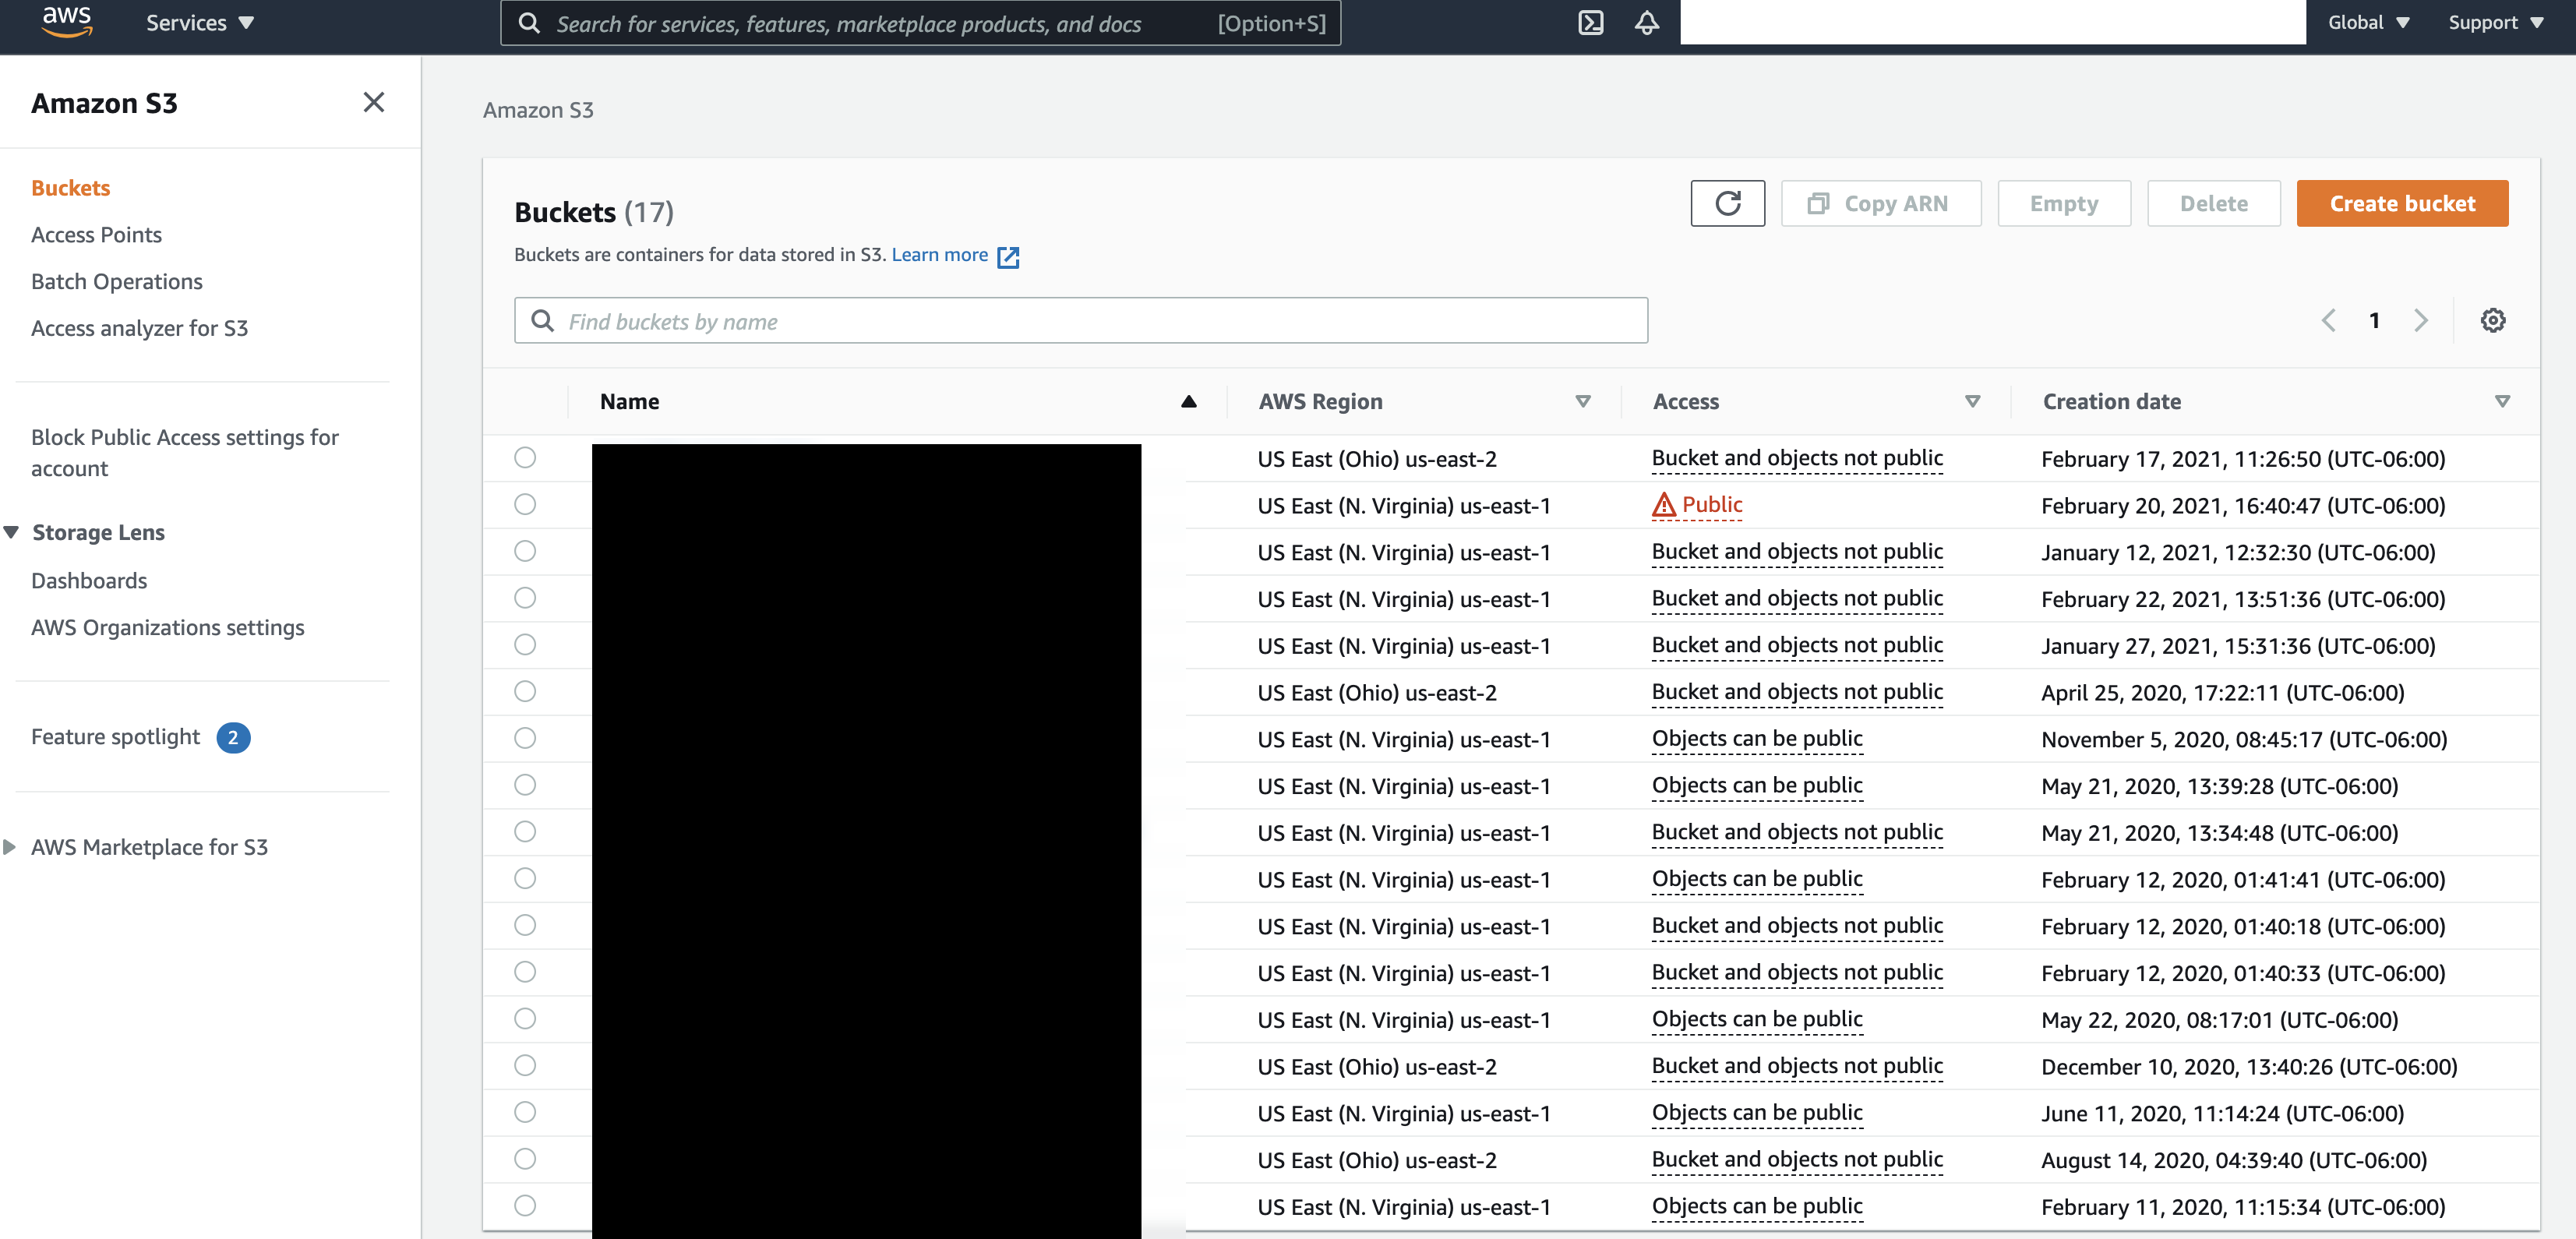 aws
Services
Search for services, features, marketplace products, and docs [Option+S]
Global
Support
Amazon S3
Buckets
Access Points
Batch Operations
Access analyzer for S3
Block Public Access settings for
account
Storage Lens
Dashboards
AWS Organizations settings
Feature spotlight 2
AWS Marketplace for S3
Amazon S3
Buckets (17)
Copy ARN
Empty
Delete
Create bucket
Buckets are containers for data stored in S3. Learn more
Find buckets by name
1
Name AWS Region Access Creation date
US East (Ohio) us-east-2 Bucket and objects not public February 17, 2021, 11:26:50 (UTC-06:00)
US East (N. Virginia) us-east-1 Public February 20, 2021, 16:40:47 (UTC-06:00)
US East (N. Virginia) us-east-1 Bucket and objects not public January 12, 2021, 12:32:30 (UTC-06:00)
US East (N. Virginia) us-east-1 Bucket and objects not public February 22, 2021, 13:51:36 (UTC-06:00)
US East (N. Virginia) us-east-1 Bucket and objects not public January 27, 2021, 15:31:36 (UTC-06:00)
US East (Ohio) us-east-2 Bucket and objects not public April 25, 2020, 17:22:11 (UTC-06:00)
US East (N. Virginia) us-east-1 Objects can be public November 5, 2020, 08:45:17 (UTC-06:00)
US East (N. Virginia) us-east-1 Objects can be public May 21, 2020, 13:39:28 (UTC-06:00)
US East (N. Virginia) us-east-1 Bucket and objects not public May 21, 2020, 13:34:48 (UTC-06:00)
US East (N. Virginia) us-east-1 Objects can be public February 12, 2020, 01:41:41 (UTC-06:00)
US East (N. Virginia) us-east-1 Bucket and objects not public February 12, 2020, 01:40:18 (UTC-06:00)
US East (N. Virginia) us-east-1 Bucket and objects not public February 12, 2020, 01:40:33 (UTC-06:00)
US East (N. Virginia) us-east-1 Objects can be public May 22, 2020, 08:17:01 (UTC-06:00)
US East (Ohio) us-east-2 Bucket and objects not public December 10, 2020, 13:40:26 (UTC-06:00)
US East (N. Virginia) us-east-1 Objects can be public June 11, 2020, 11:14:24 (UTC-06:00)
US East (Ohio) us-east-2 Bucket and objects not public August 14, 2020, 04:39:40 (UTC-06:00)
US East (N. Virginia) us-east-1 Objects can be public February 11, 2020, 11:15:34 (UTC-06:00)